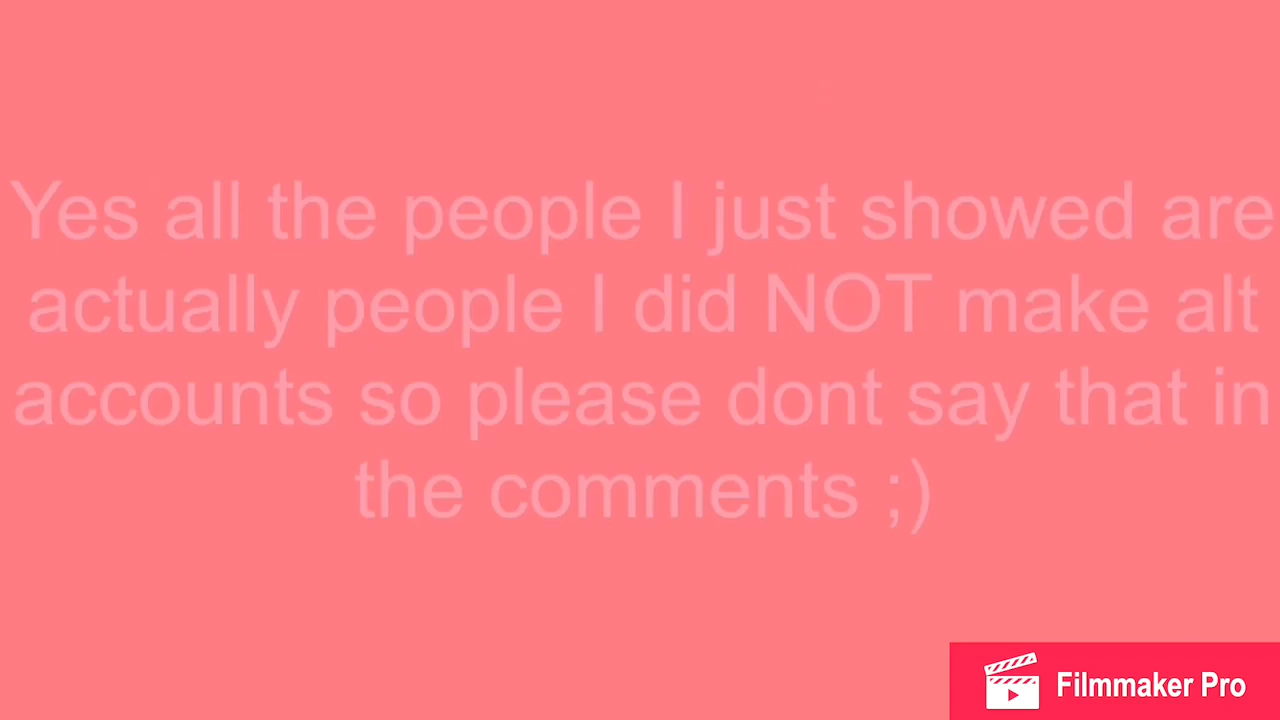 Yes all the people I just showed are
actually people I did NOT make alt
accounts so please dont say that in
the comments ;)
Filmmaker Pro